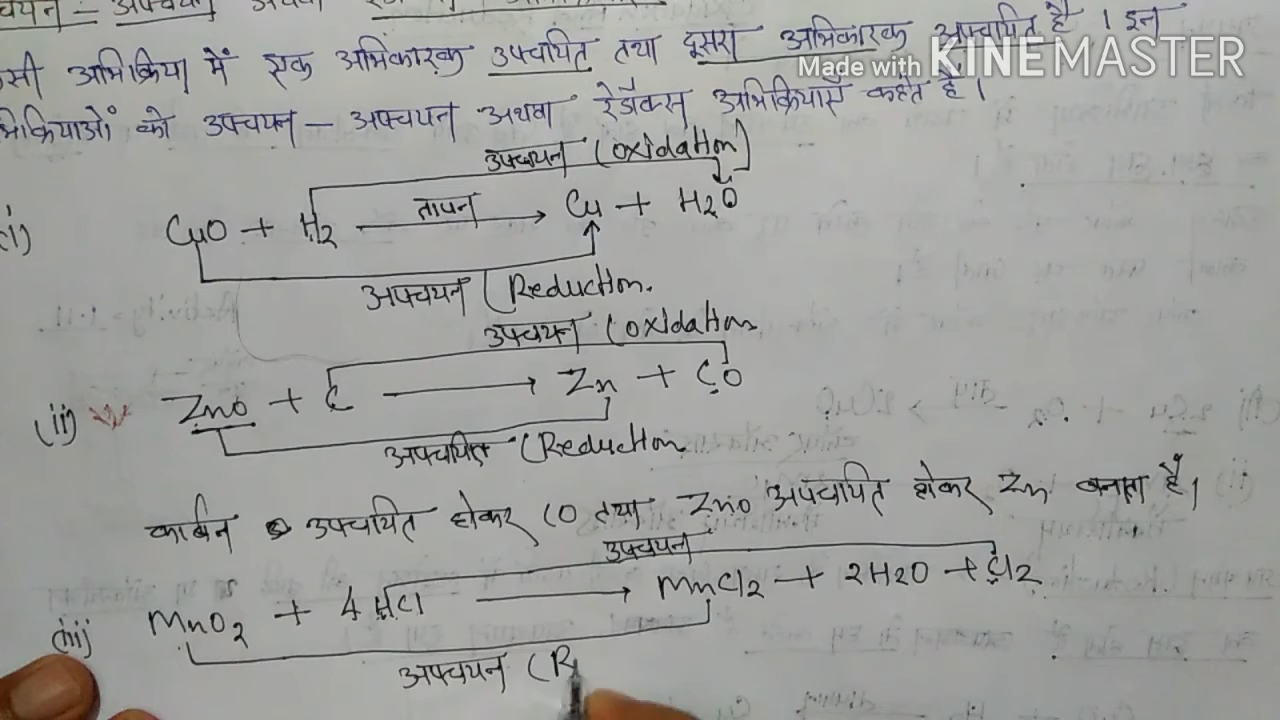 चयन – अपचयन अथवा
सी अभिक्रिया में एक अभिकारक उपचयित तथा दूसरा अभिकारक अपचयित है । इन
Made with KINEMASTER
भिक्रियाओं को उपचयन – अपचयन अथवा रेडॉक्स अभिक्रियाएँ कहते हैं ।
उपचयन (Oxidation)
(i) CuO + H2 तापन → Cu + H2O
अपचयन (Reduction.
उपचयन (oxidation
(ii) ZnO + C → Zn + CO
अपचयित (Reduction
कार्बन उपचयित होकर CO तथा ZnO अपचयित होकर Zn बनाता है।
उपचयन
(iii) MnO2 + 4HCl → MnCl2 + 2H2O + Cl2
अपचयन (R